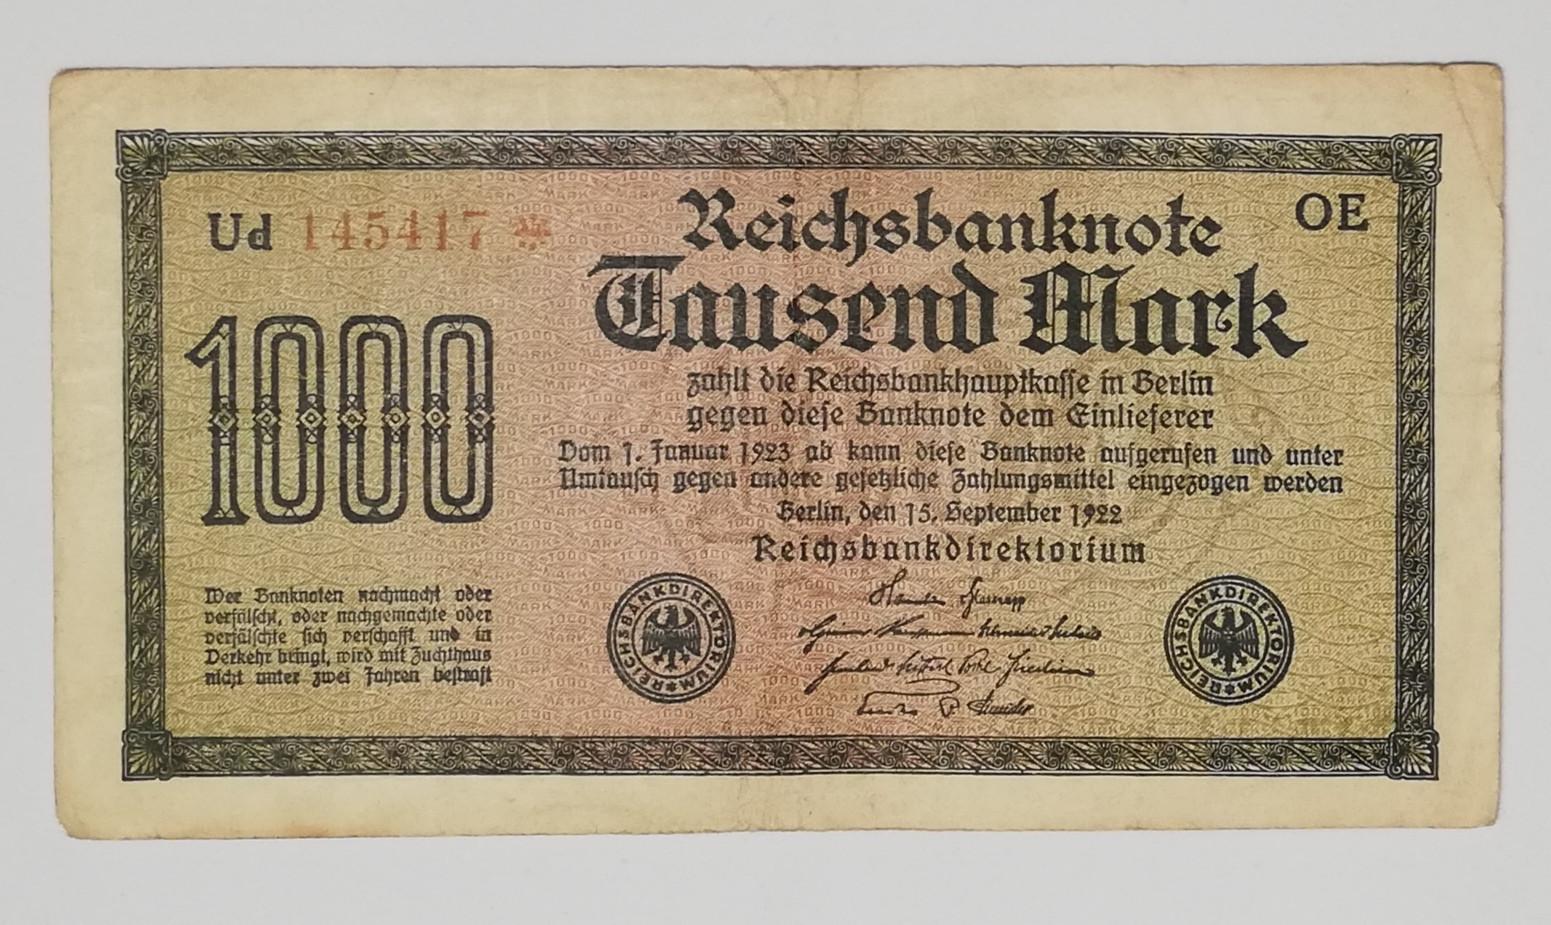 Ud 145417 *
OE
Reichsbanknote
Tausend Mark
1000
zahlt die Reichsbankhauptkasse in Berlin
gegen diese Banknote dem Einlieferer
Vom 1. Januar 1923 ab kann diese Banknote aufgerufen und unter
Umtausch gegen andere gesetzliche Zahlungsmittel eingezogen werden
Berlin, den 15. September 1922
Reichsbankdirektorium
Wer Banknoten nachmacht oder
verfälscht, oder nachgemachte oder
verfälschte sich verschafft und in
Verkehr bringt, wird mit Zuchthaus
nicht unter zwei Jahren bestraft
REICHSBANKDIREKTORIUM
REICHSBANKDIREKTORIUM